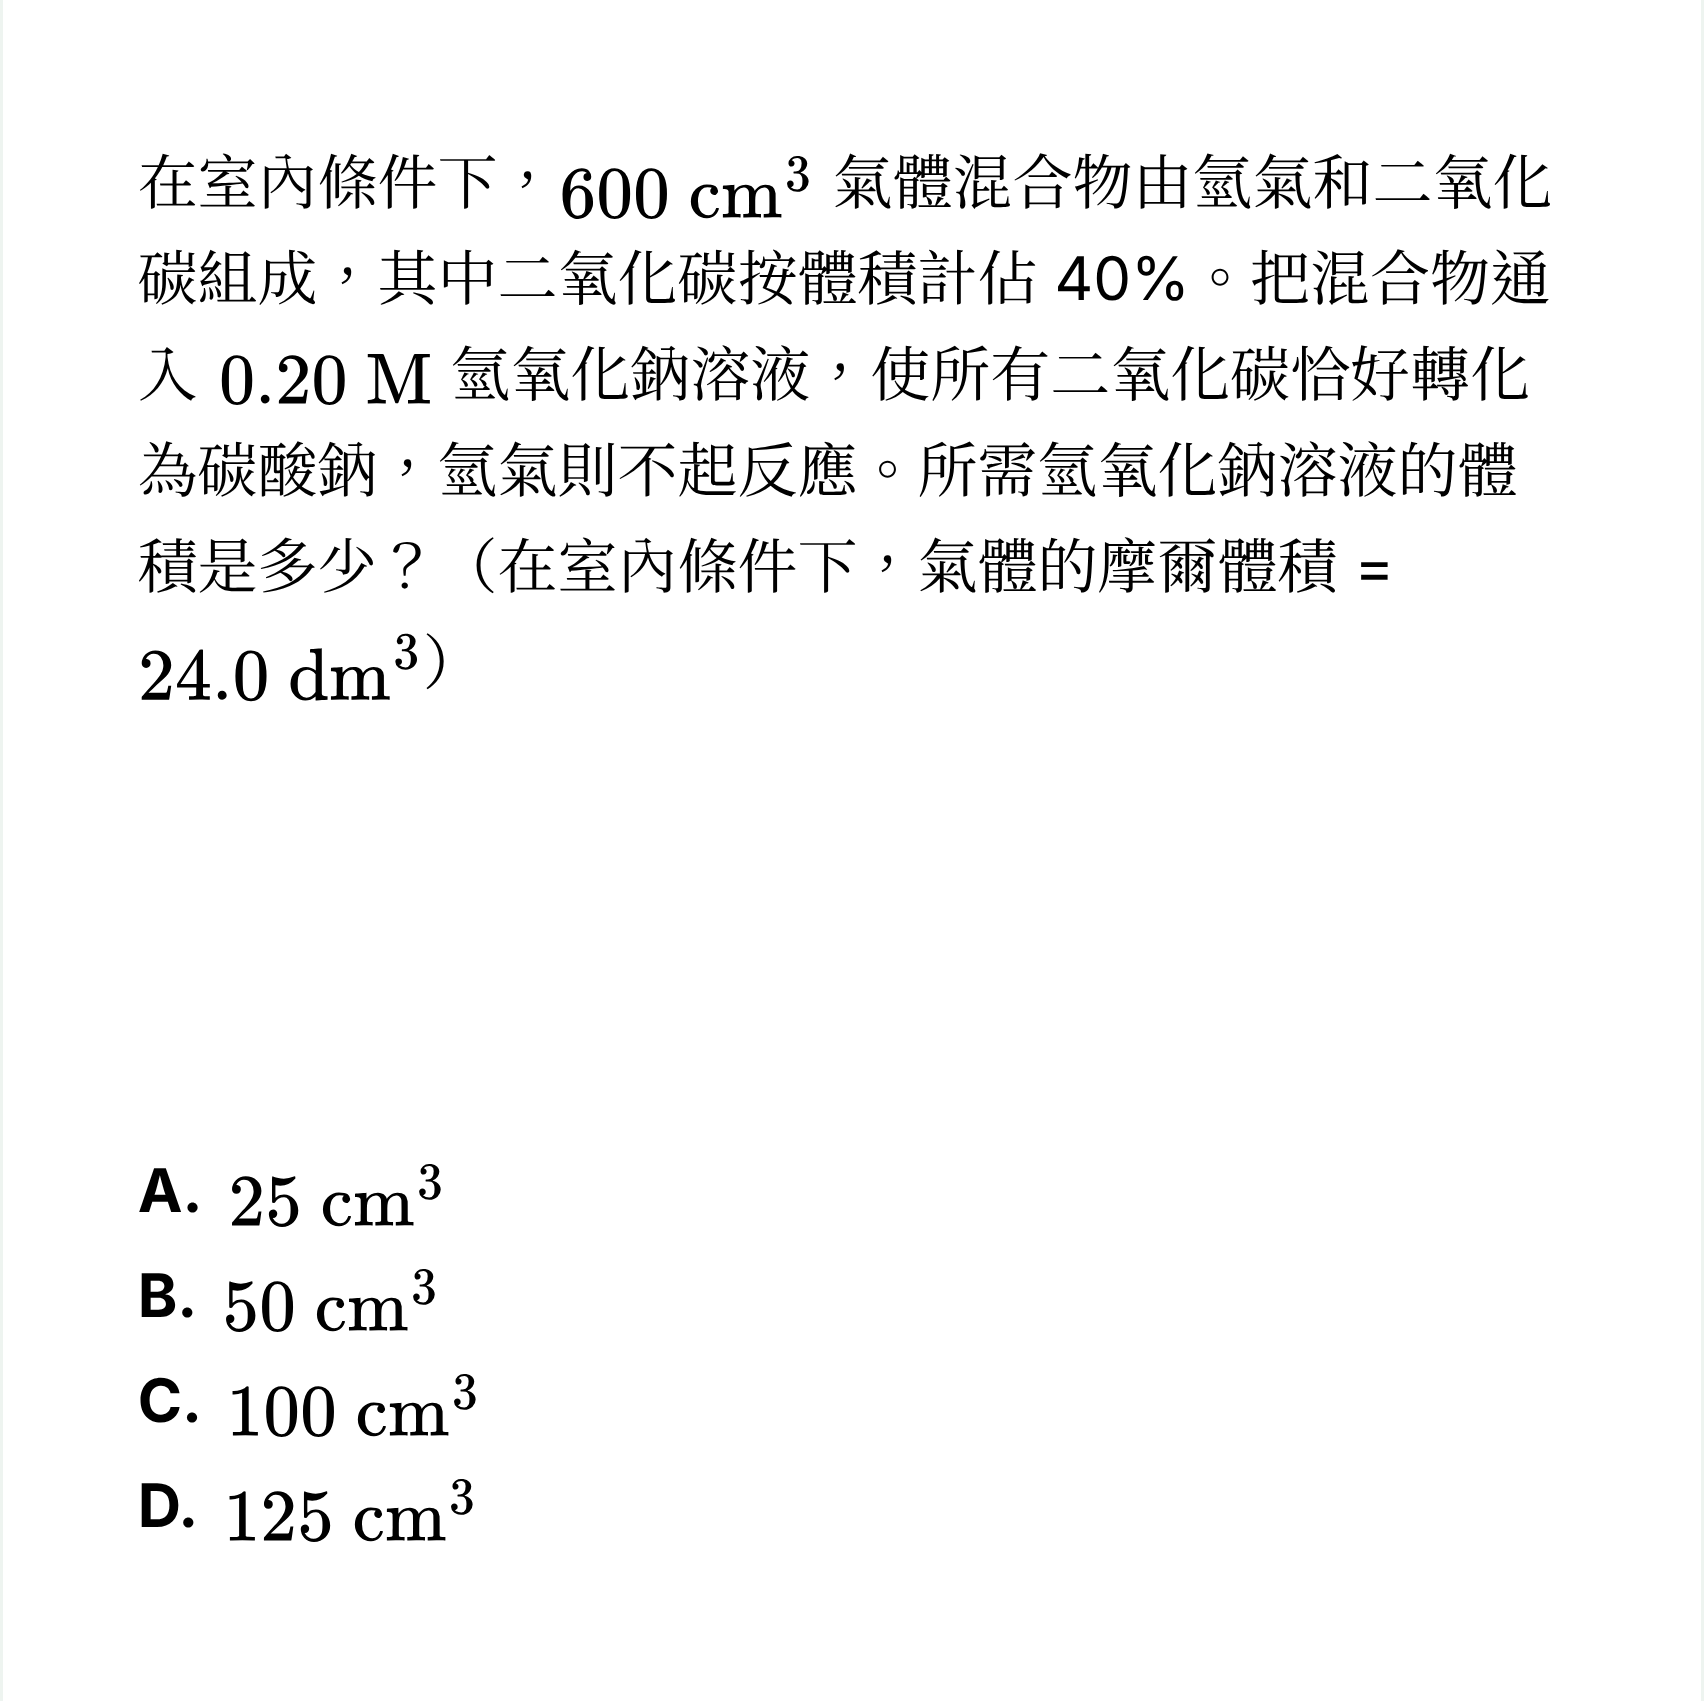 在室內條件下，600 cm³ 氣體混合物由氫氣和二氧化
碳組成，其中二氧化碳按體積計佔 40%。把混合物通
入 0.20 M 氫氧化鈉溶液，使所有二氧化碳恰好轉化
為碳酸鈉，氫氣則不起反應。所需氫氧化鈉溶液的體
積是多少？（在室內條件下，氣體的摩爾體積 =
24.0 dm³）
A. 25 cm³
B. 50 cm³
C. 100 cm³
D. 125 cm³